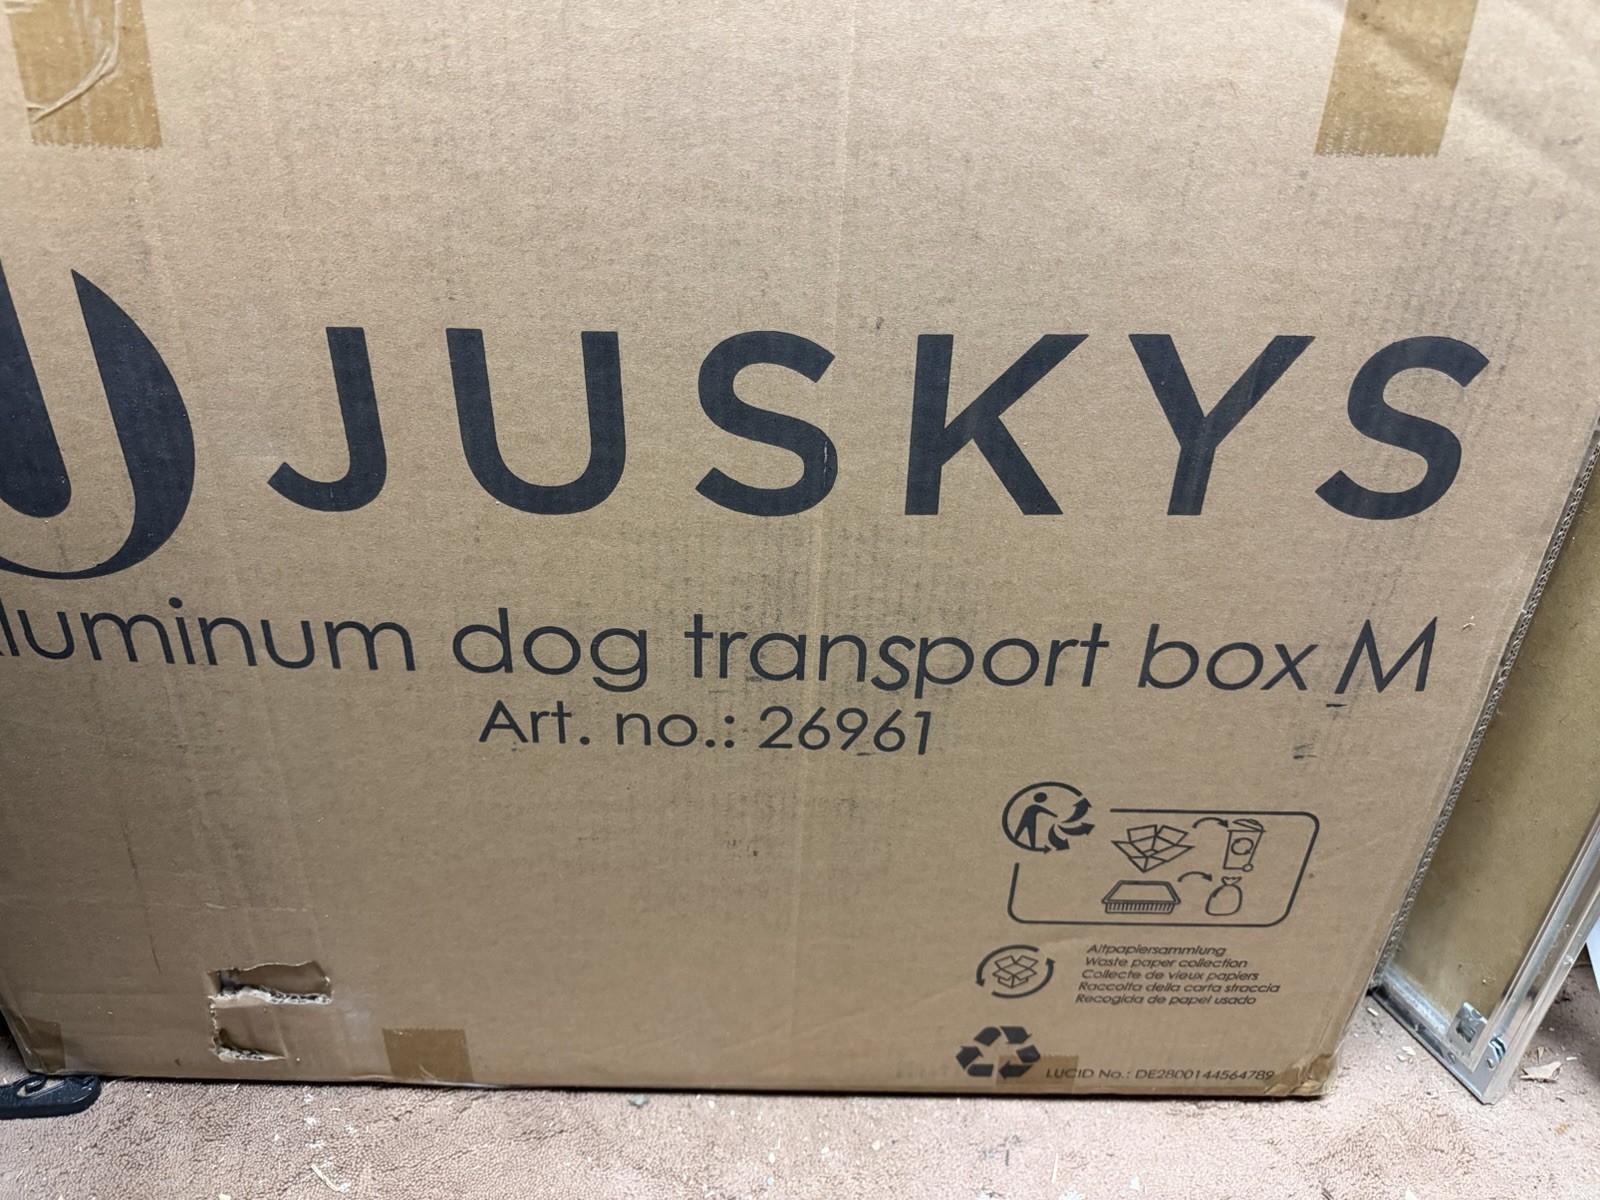 JUSKYS
luminum dog transport box M
Art. no.: 26961
Altpapiersammlung
Waste paper collection
Collecte de vieux papiers
Raccolta della carta straccia
Recogida de papel usado
LUCID No.: DE2800144564789